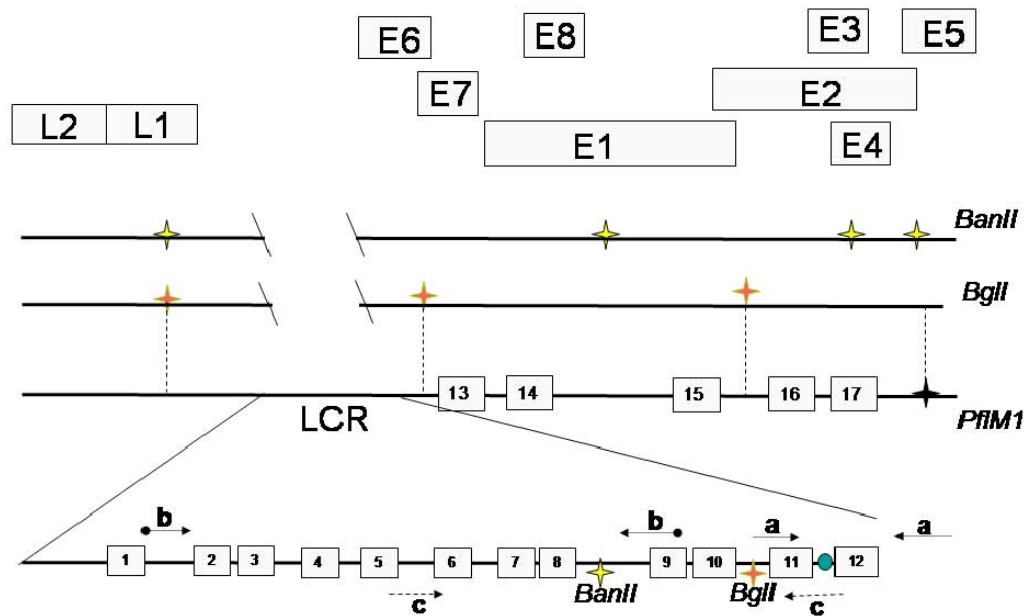 E6 E8 E3 E5
E7 E2
L2 L1 E1 E4
BanII
BglI
13 14 15 16 17
LCR PflM1
b b a a
1 2 3 4 5 6 7 8 9 10 11 12
BanII BglI
c c